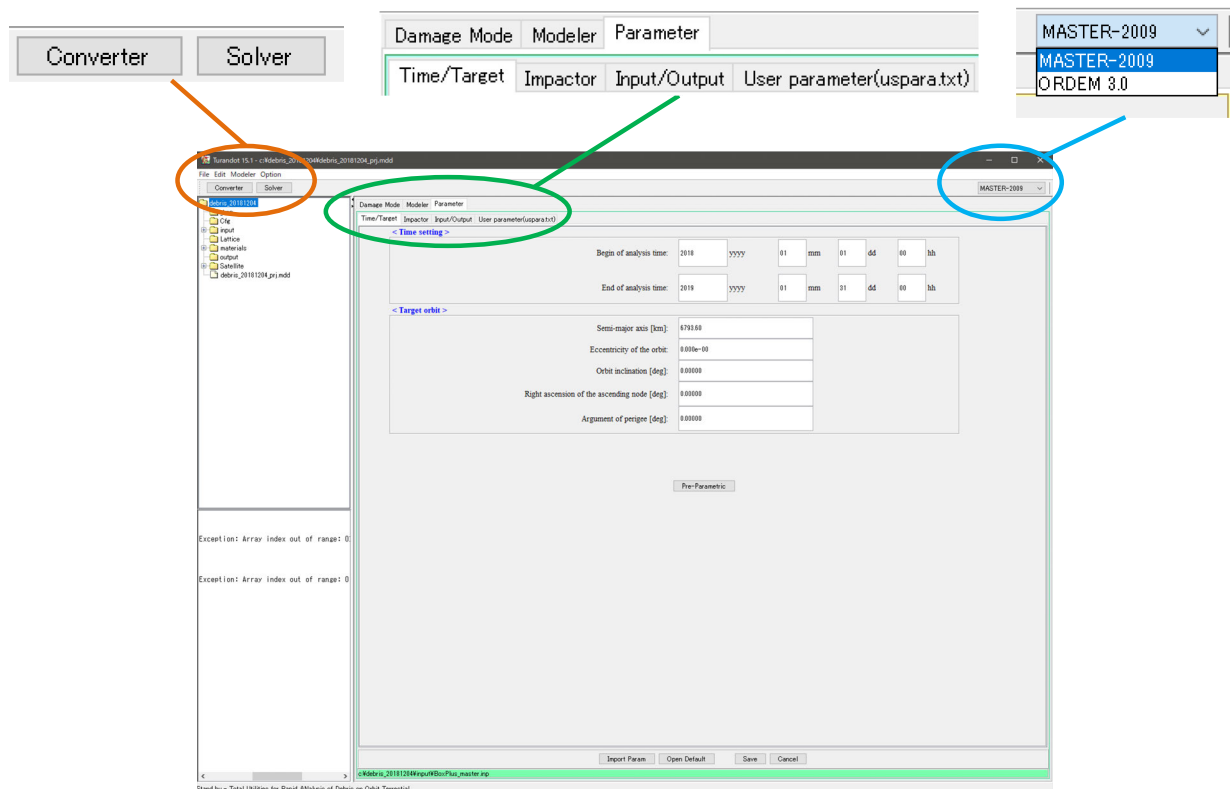 Converter Solver
Damage Mode Modeler Parameter
Time/Target Impactor Input/Output User parameter(uspara.txt)
MASTER-2009
MASTER-2009
ORDEM 3.0
Turandot 15.1 - c:¥debris_20181204¥debris_20181204_prj.mdd
File Edit Modeler Option
Converter Solver
MASTER-2009
debris_20181204
Cfg
input
Lattice
materials
output
Satellite
debris_20181204_prj.mdd
Damage Mode Modeler Parameter
Time/Target Impactor Input/Output User parameter(uspara.txt)
< Time setting >
Begin of analysis time: 2018 yyyy 01 mm 01 dd 00 hh
End of analysis time: 2019 yyyy 01 mm 31 dd 00 hh
< Target orbit >
Semi-major axis [km]: 6793.60
Eccentricity of the orbit: 0.000e-00
Orbit inclination [deg]: 0.00000
Right ascension of the ascending node [deg]: 0.00000
Argument of perigee [deg]: 0.00000
Pre-Parametric
Exception: Array index out of range: 0
Exception: Array index out of range: 0
Import Param Open Default Save Cancel
c:¥debris_20181204¥input¥BoxPlus_master.inp